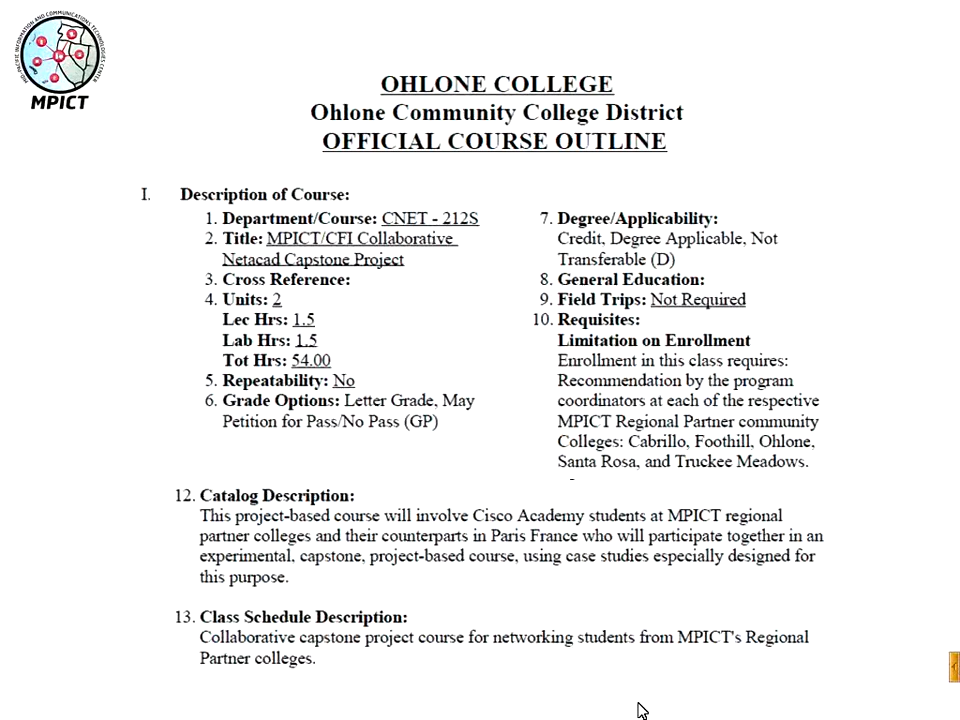 MID-PACIFIC INFORMATION AND COMMUNICATIONS TECHNOLOGIES CENTER
MPICT
OHLONE COLLEGE
Ohlone Community College District
OFFICIAL COURSE OUTLINE
I. Description of Course:
1. Department/Course: CNET - 212S
2. Title: MPICT/CFI Collaborative
Netacad Capstone Project
3. Cross Reference:
4. Units: 2
Lec Hrs: 1.5
Lab Hrs: 1.5
Tot Hrs: 54.00
5. Repeatability: No
6. Grade Options: Letter Grade, May
Petition for Pass/No Pass (GP)
7. Degree/Applicability:
Credit, Degree Applicable, Not
Transferable (D)
8. General Education:
9. Field Trips: Not Required
10. Requisites:
Limitation on Enrollment
Enrollment in this class requires:
Recommendation by the program
coordinators at each of the respective
MPICT Regional Partner community
Colleges: Cabrillo, Foothill, Ohlone,
Santa Rosa, and Truckee Meadows.
12. Catalog Description:
This project-based course will involve Cisco Academy students at MPICT regional
partner colleges and their counterparts in Paris France who will participate together in an
experimental, capstone, project-based course, using case studies especially designed for
this purpose.
13. Class Schedule Description:
Collaborative capstone project course for networking students from MPICT's Regional
Partner colleges.